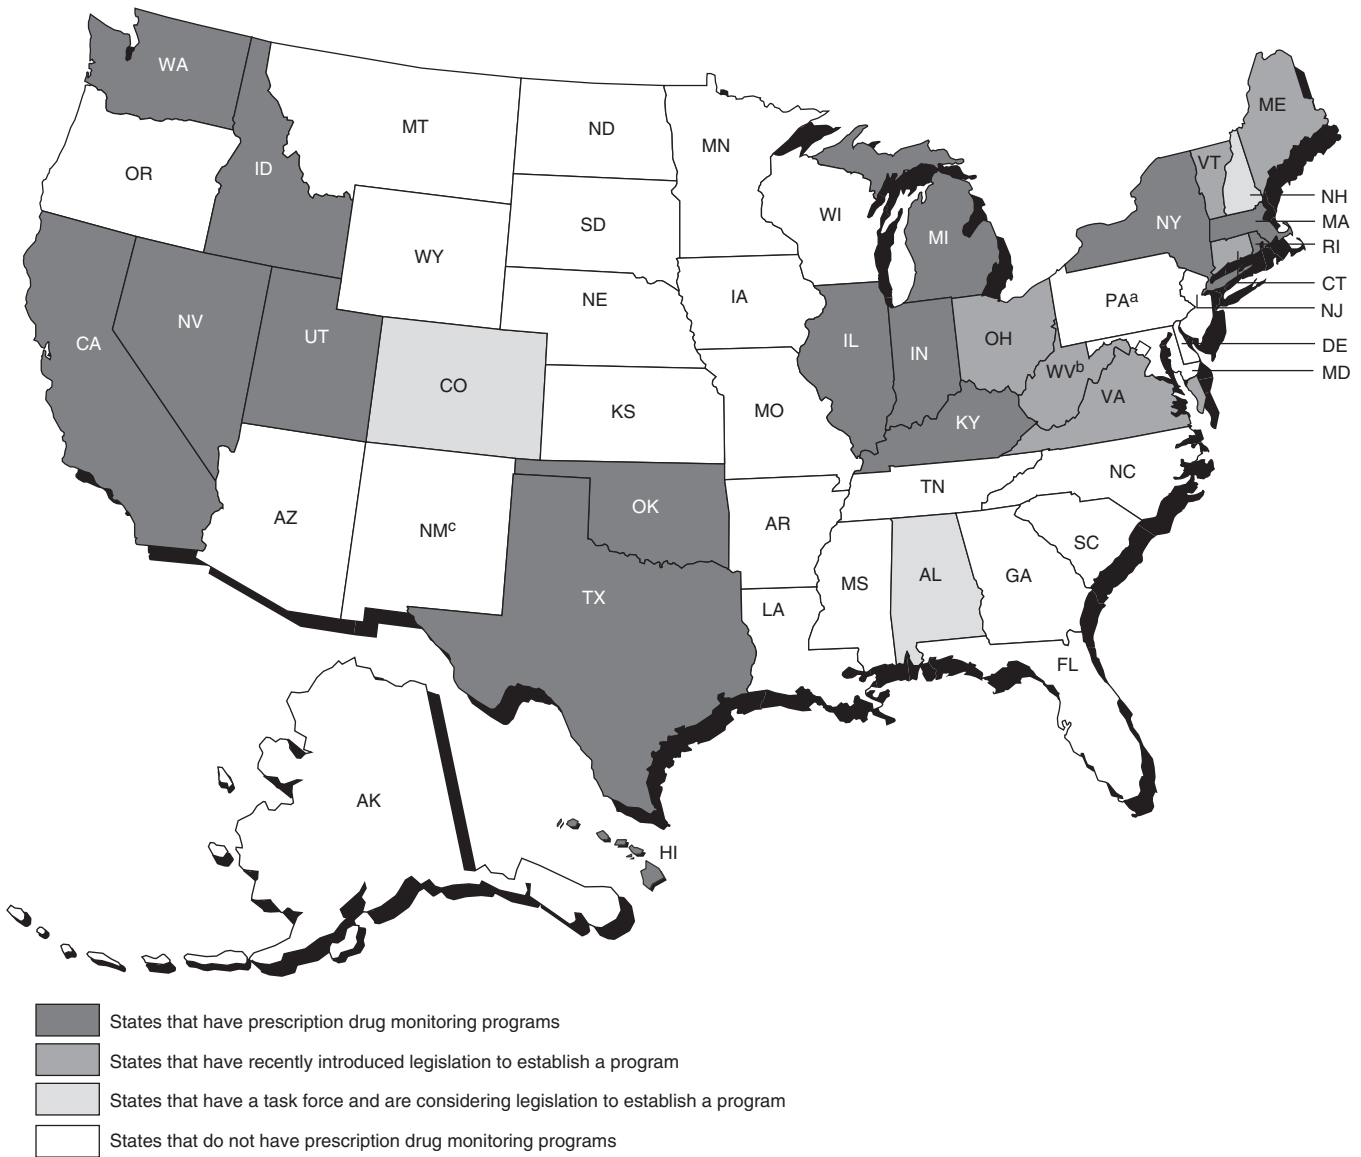 WA
ME
MT
ND
MN
VT
ID
OR
NH
WI
MA
NY
SD
MI
RI
WY
CT
IA
PAa
NE
NJ
NV
UT
IL
IN
OH
CA
DE
WVb
MD
CO
VA
KS
MO
KY
NC
TN
OK
AZ
AR
NMc
SC
AL
GA
MS
TX
LA
FL
AK
HI
States that have prescription drug monitoring programs
States that have recently introduced legislation to establish a program
States that have a task force and are considering legislation to establish a program
States that do not have prescription drug monitoring programs